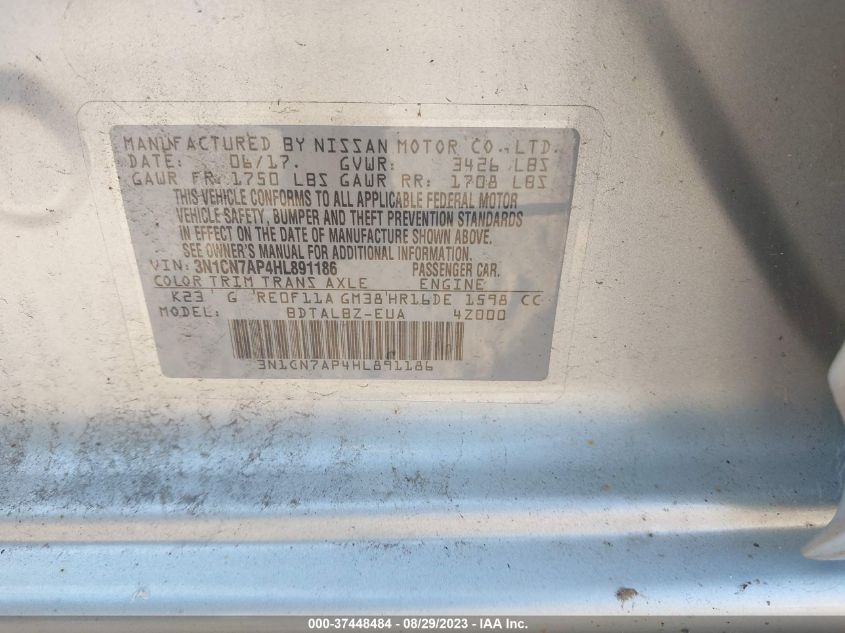 MANUFACTURED BY NISSAN MOTOR CO., LTD.
DATE: 06/17. GVWR: 3426 LBS
GAWR FR: 1750 LBS GAWR RR: 1708 LBS
THIS VEHICLE CONFORMS TO ALL APPLICABLE FEDERAL MOTOR
VEHICLE SAFETY, BUMPER AND THEFT PREVENTION STANDARDS
IN EFFECT ON THE DATE OF MANUFACTURE SHOWN ABOVE.
SEE OWNER'S MANUAL FOR ADDITIONAL INFORMATION.
VIN: 3N1CN7AP4HL891186 PASSENGER CAR.
COLOR TRIM TRANS AXLE ENGINE
K23 G RE0F11A GM38 HR16DE 1598 CC
MODEL: BDTALBZ-EUA 4Z000
3N1CN7AP4HL891186
000-37448484 - 08/29/2023 - IAA Inc.